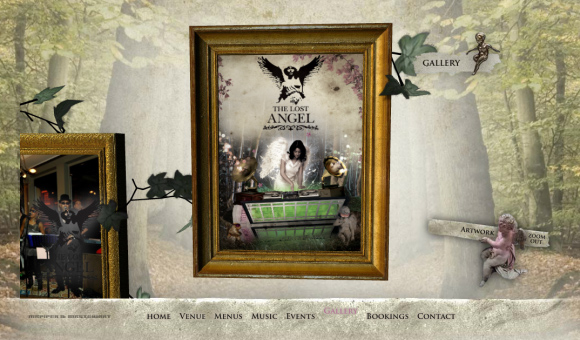 GALLERY
THE LOST
ANGEL
ARTWORK
ZOOM
OUT
HOME VENUE MENUS MUSIC EVENTS GALLERY BOOKINGS CONTACT